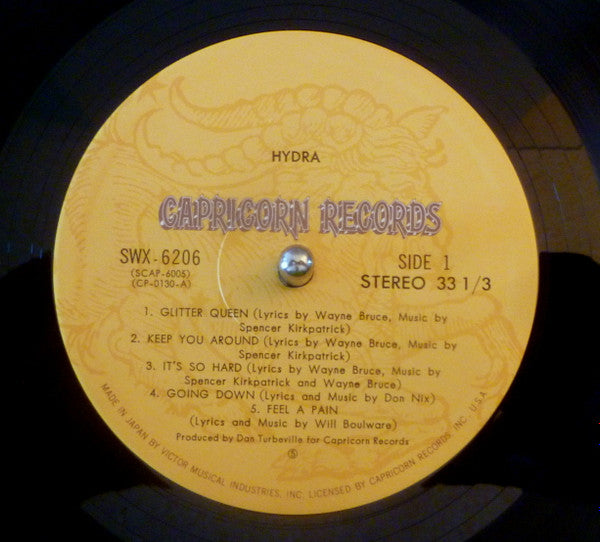 HYDRA
CAPRICORN RECORDS
SWX-6206
(SCAP-6005)
(CP-0130-A)
SIDE 1
STEREO 33 1/3
1. GLITTER QUEEN (Lyrics by Wayne Bruce, Music by
Spencer Kirkpatrick)
2. KEEP YOU AROUND (Lyrics by Wayne Bruce, Music by
Spencer Kirkpatrick)
3. IT'S SO HARD (Lyrics by Wayne Bruce, Music by
Spencer Kirkpatrick and Wayne Bruce)
4. GOING DOWN (Lyrics and Music by Don Nix)
5. FEEL A PAIN
(Lyrics and Music by Will Boulware)
Produced by Dan Turbeville for Capricorn Records
Ⓢ
MADE IN JAPAN BY VICTOR MUSICAL INDUSTRIES, INC. LICENSED BY CAPRICORN RECORDS, INC. U.S.A